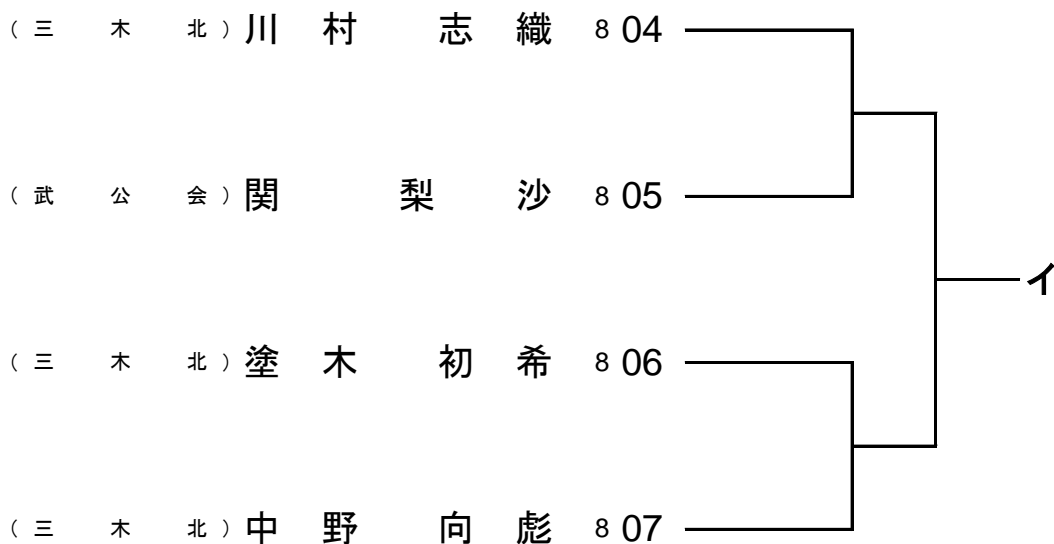 (三木北) 川村 志織 8 04
(武公会) 関 梨沙 8 05
イ
(三木北) 塗木 初希 8 06
(三木北) 中野 向彪 8 07